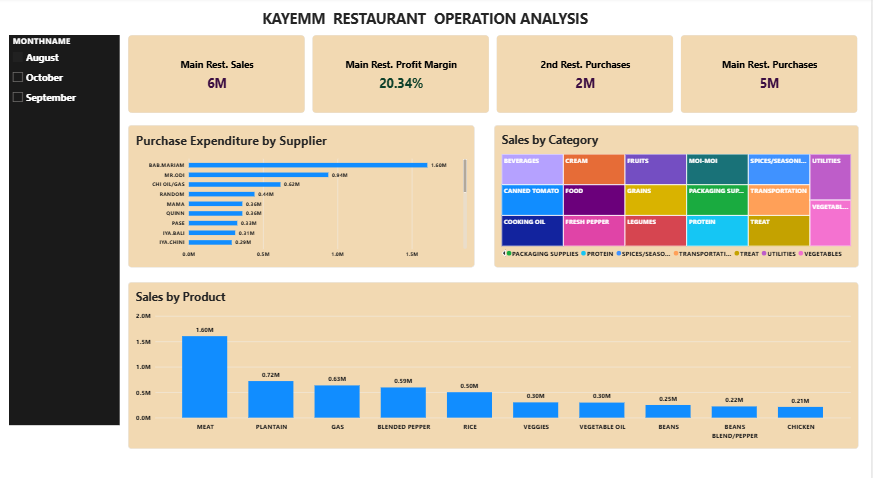 KAYEMM RESTAURANT OPERATION ANALYSIS
MONTHNAME
August
October
September
Main Rest. Sales
6M
Main Rest. Profit Margin
20.34%
2nd Rest. Purchases
2M
Main Rest. Purchases
5M
Purchase Expenditure by Supplier
BAB.MARIAM 1.60M
MR.ODI 0.94M
CHI OIL/GAS 0.62M
RANDOM 0.44M
MAMA 0.36M
QUINN 0.36M
PASE 0.33M
IYA.BALI 0.31M
IYA.CHINI 0.29M
0.0M 0.5M 1.0M 1.5M
Sales by Category
BEVERAGES CREAM FRUITS MOI-MOI SPICES/SEASONI... UTILITIES
CANNED TOMATO FOOD GRAINS PACKAGING SUP... TRANSPORTATION
VEGETABL...
COOKING OIL FRESH PEPPER LEGUMES PROTEIN TREAT
PACKAGING SUPPLIES PROTEIN SPICES/SEASO... TRANSPORTATI... TREAT UTILITIES VEGETABLES
Sales by Product
2.0M
1.5M
1.0M
0.5M
0.0M
1.60M 0.72M 0.63M 0.59M 0.50M 0.30M 0.30M 0.25M 0.22M 0.21M
MEAT PLANTAIN GAS BLENDED PEPPER RICE VEGGIES VEGETABLE OIL BEANS BEANS CHICKEN
BLEND/PEPPER